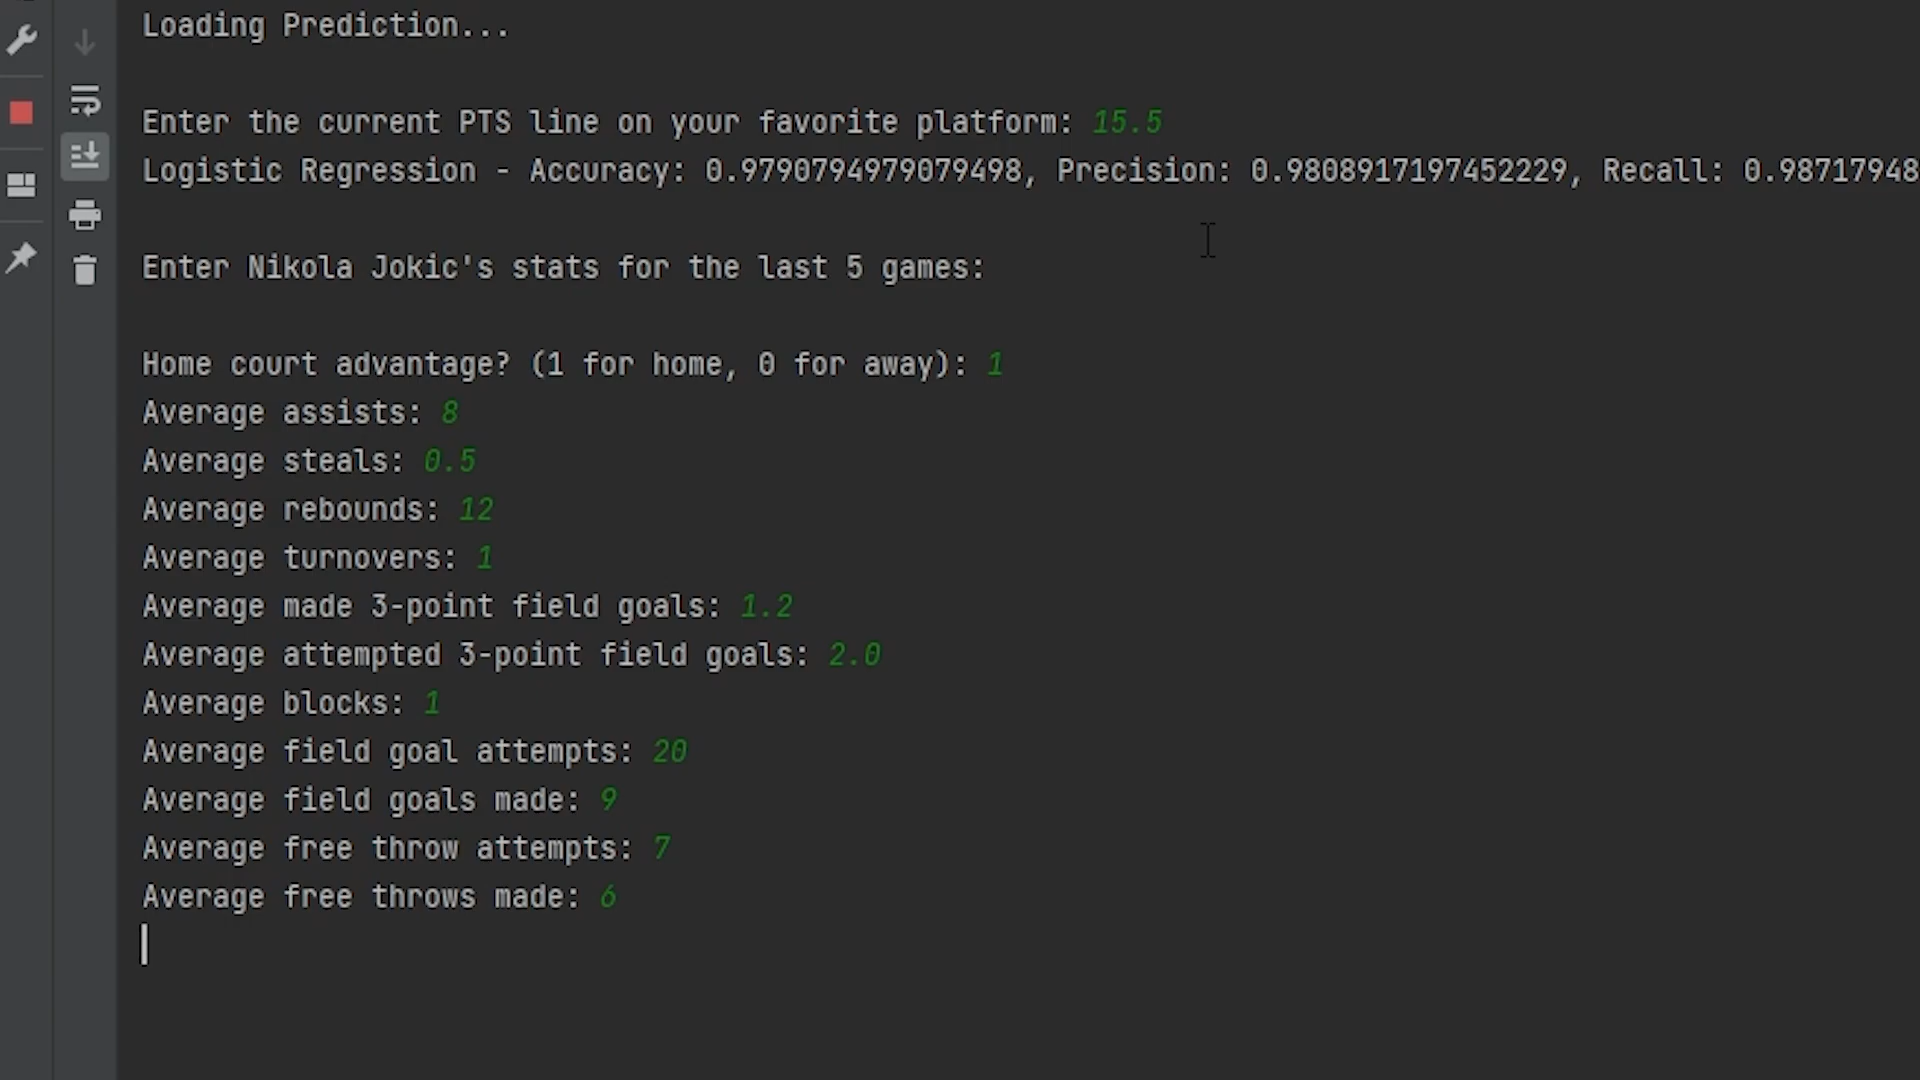 Loading Prediction...
Enter the current PTS line on your favorite platform: 15.5
Logistic Regression - Accuracy: 0.9790794979079498, Precision: 0.9808917197452229, Recall: 0.98717948
Enter Nikola Jokic's stats for the last 5 games:
Home court advantage? (1 for home, 0 for away): 1
Average assists: 8
Average steals: 0.5
Average rebounds: 12
Average turnovers: 1
Average made 3-point field goals: 1.2
Average attempted 3-point field goals: 2.0
Average blocks: 1
Average field goal attempts: 20
Average field goals made: 9
Average free throw attempts: 7
Average free throws made: 6